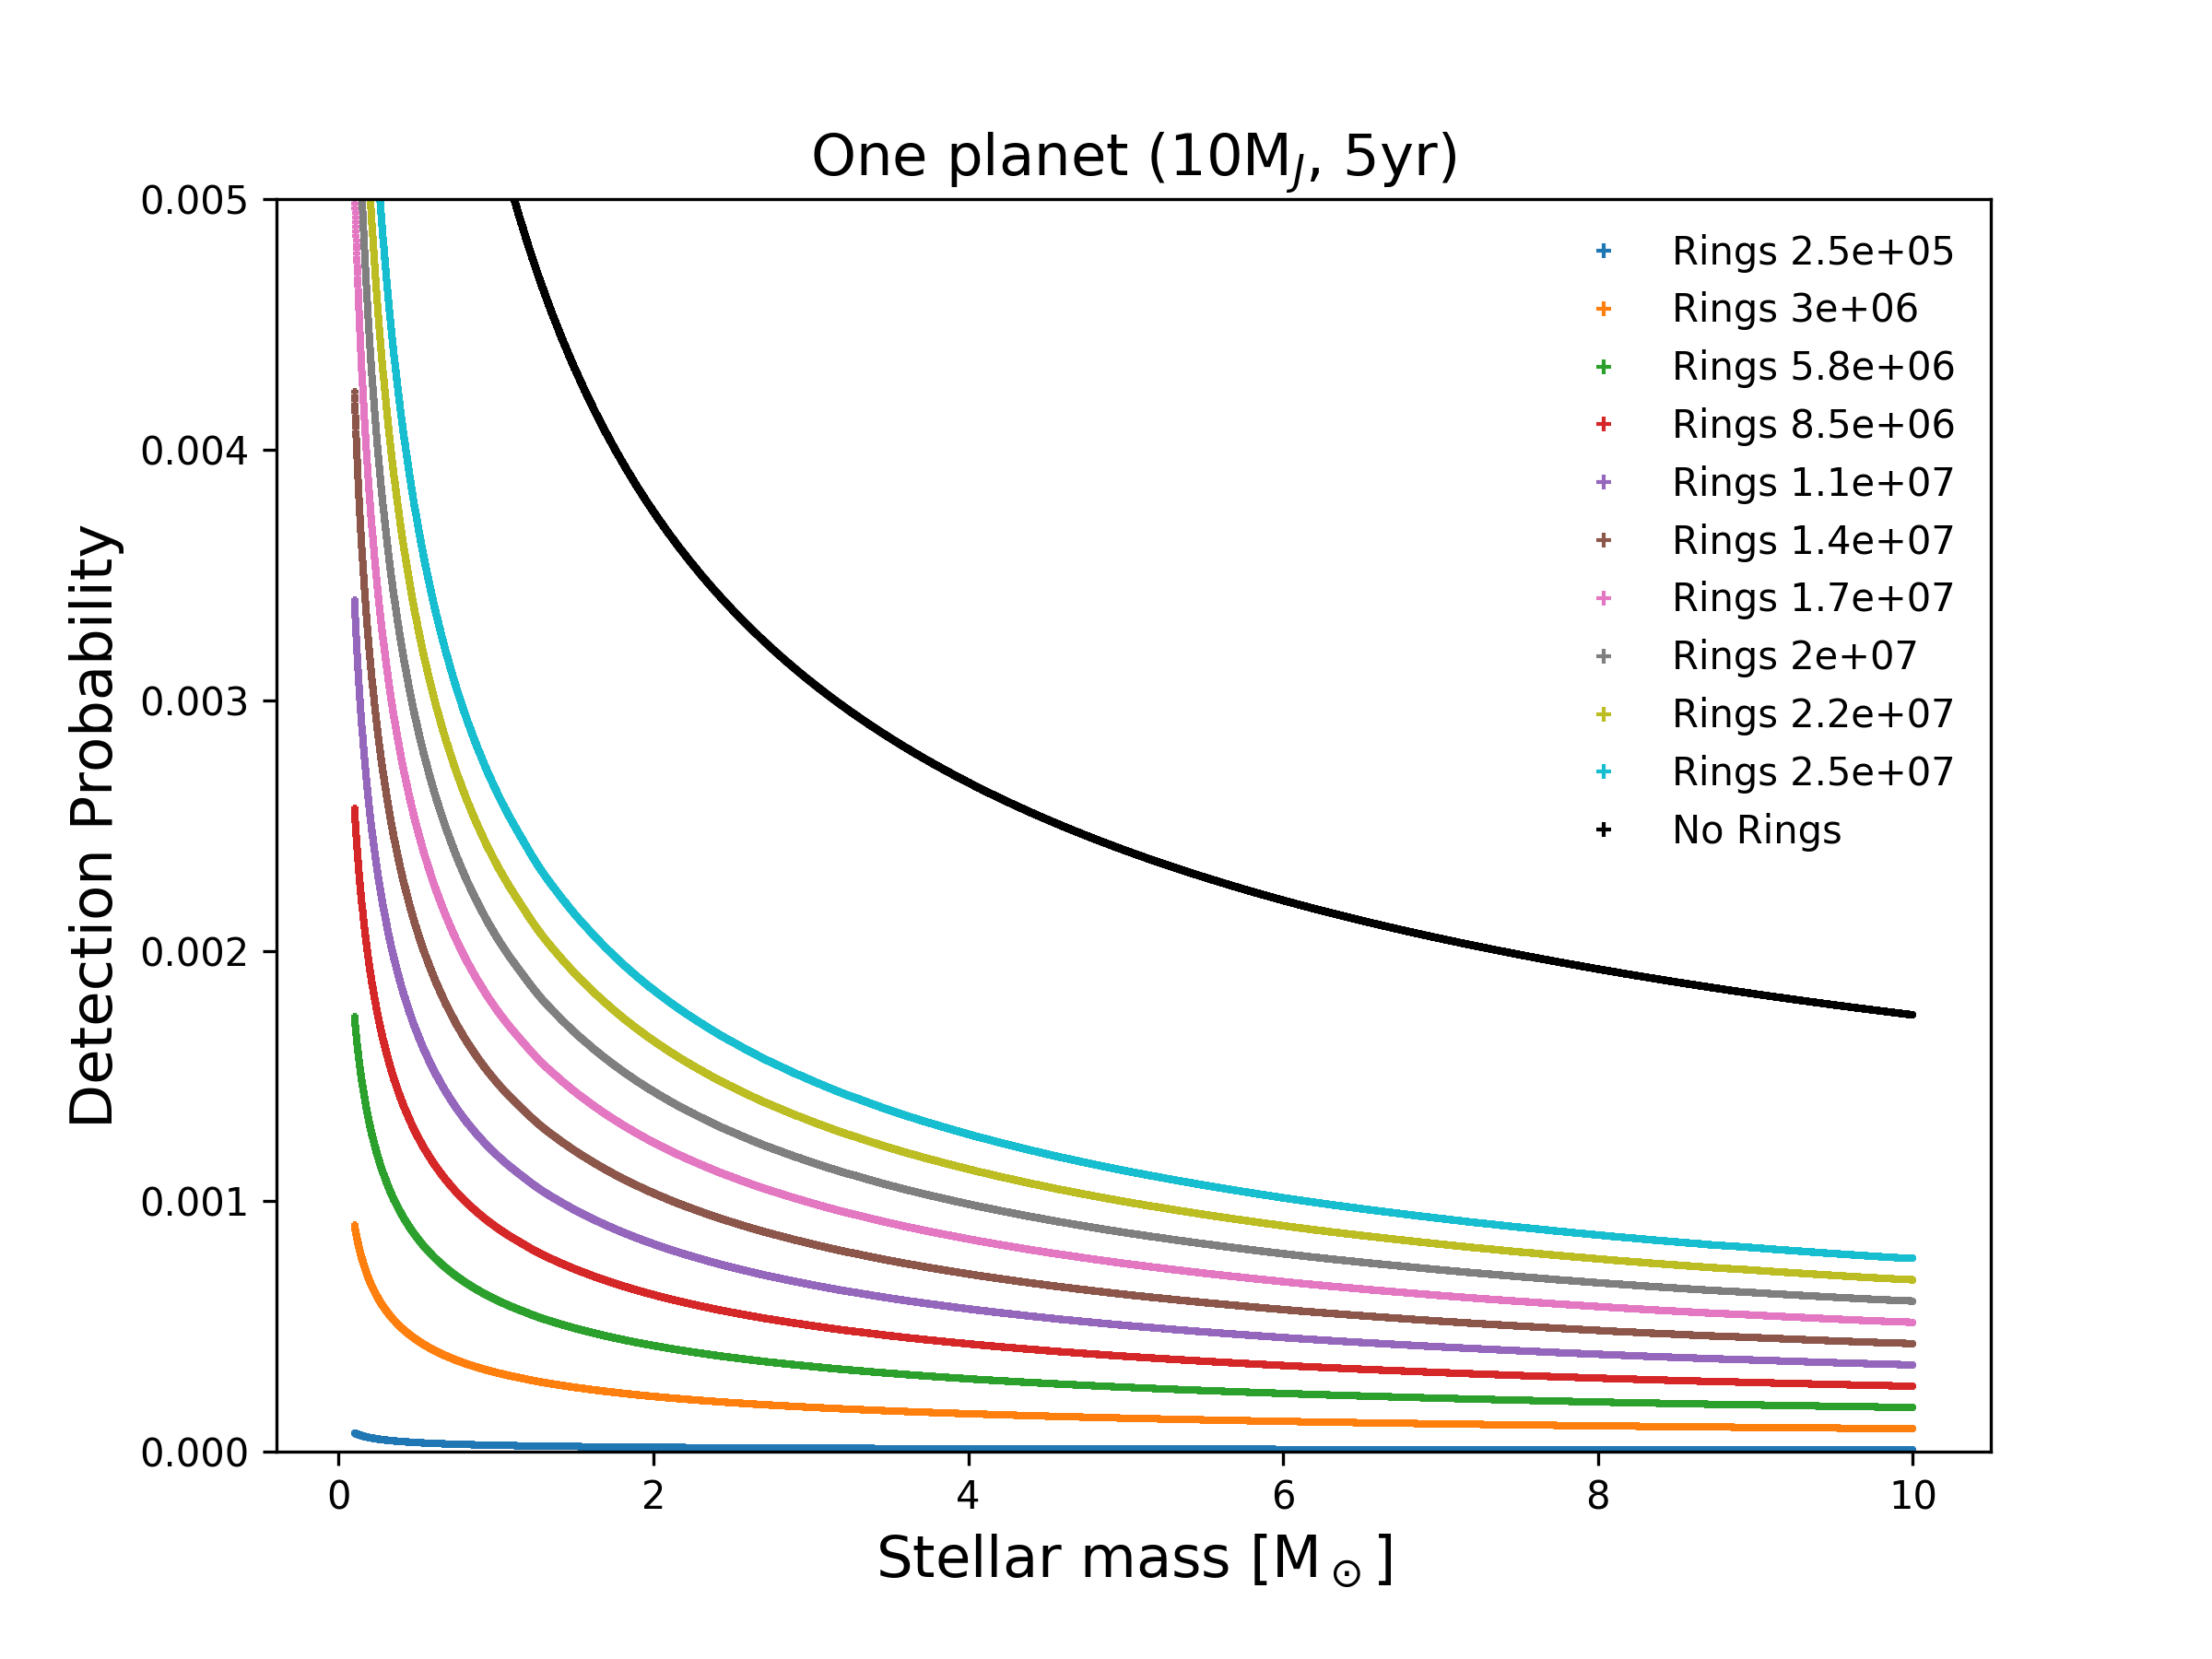 One planet (10M_J, 5yr)
Detection Probability
0.005
0.004
0.003
0.002
0.001
0.000
Rings 2.5e+05
Rings 3e+06
Rings 5.8e+06
Rings 8.5e+06
Rings 1.1e+07
Rings 1.4e+07
Rings 1.7e+07
Rings 2e+07
Rings 2.2e+07
Rings 2.5e+07
No Rings
0 2 4 6 8 10
Stellar mass [M⊙]